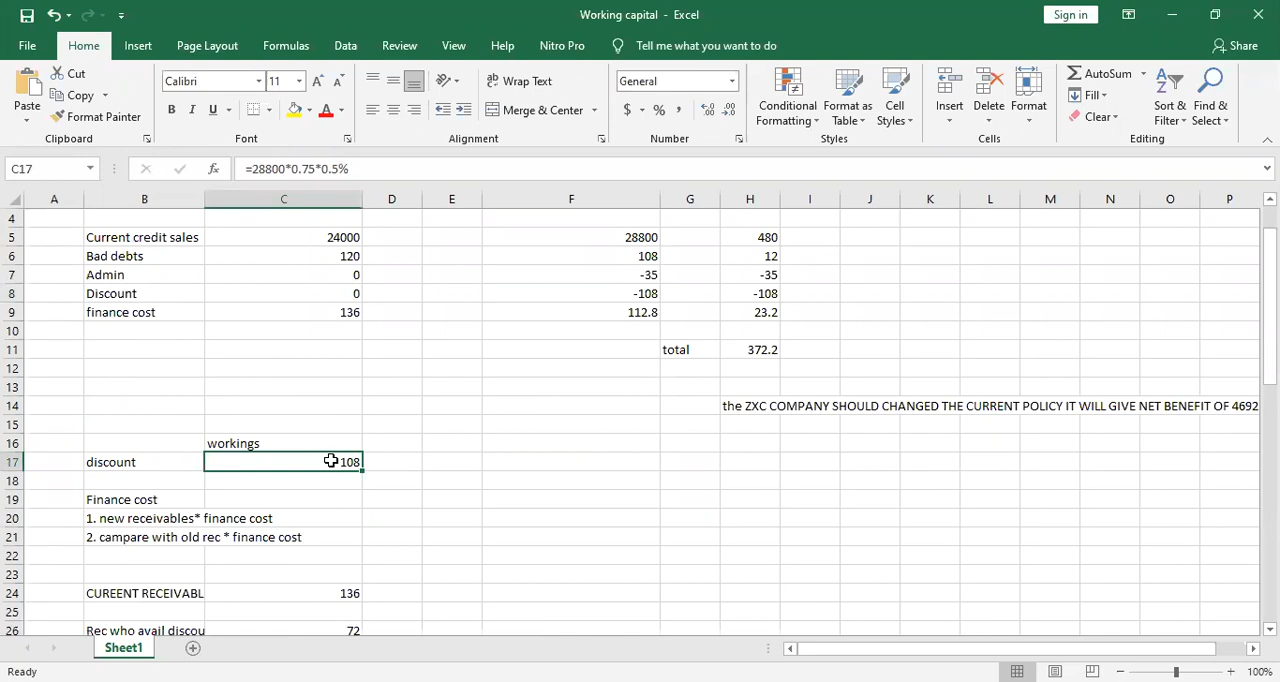 Working capital - Excel
Sign in
File Home Insert Page Layout Formulas Data Review View Help Nitro Pro Tell me what you want to do Share
Cut
Copy
Format Painter
Paste
Clipboard
Calibri 11
B I U
Font
Wrap Text
Merge & Center
Alignment
General
$ % ,
Number
Conditional Formatting
Format as Table
Cell Styles
Styles
Insert
Delete
Format
Cells
AutoSum
Fill
Clear
Sort & Filter
Find & Select
Editing
C17 fx =28800*0.75*0.5%
A B C D E F G H I J K L M N O P
4
5 Current credit sales 24000 28800 480
6 Bad debts 120 108 12
7 Admin 0 -35 -35
8 Discount 0 -108 -108
9 finance cost 136 112.8 23.2
10
11 total 372.2
12
13
14 the ZXC COMPANY SHOULD CHANGED THE CURRENT POLICY IT WILL GIVE NET BENEFIT OF 4692
15
16 workings
17 discount 108
18
19 Finance cost
20 1. new receivables* finance cost
21 2. campare with old rec * finance cost
22
23
24 CUREENT RECEIVABL 136
25
26 Rec who avail discou 72
Sheet1
Ready 100%